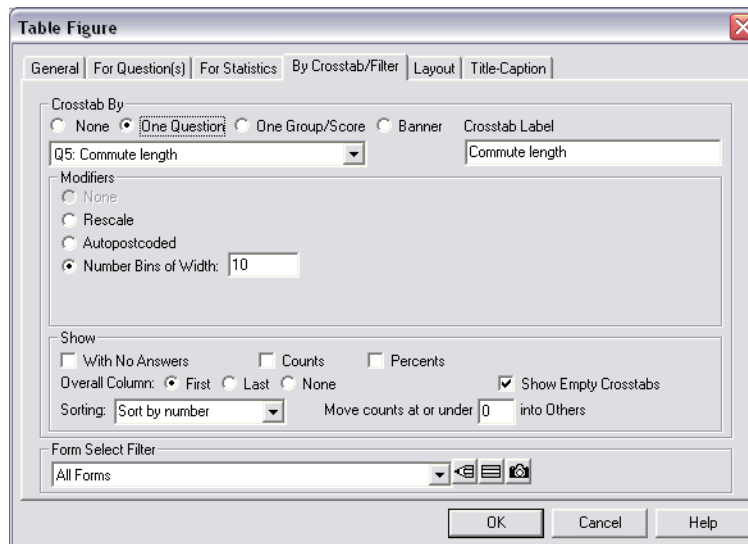 Table Figure
General For Question(s) For Statistics By Crosstab/Filter Layout Title-Caption
Crosstab By
None One Question One Group/Score Banner Crosstab Label
Q5: Commute length Commute length
Modifiers
None
Rescale
Autopostcoded
Number Bins of Width: 10
Show
With No Answers Counts Percents
Overall Column: First Last None Show Empty Crosstabs
Sorting: Sort by number Move counts at or under 0 into Others
Form Select Filter
All Forms
OK Cancel Help